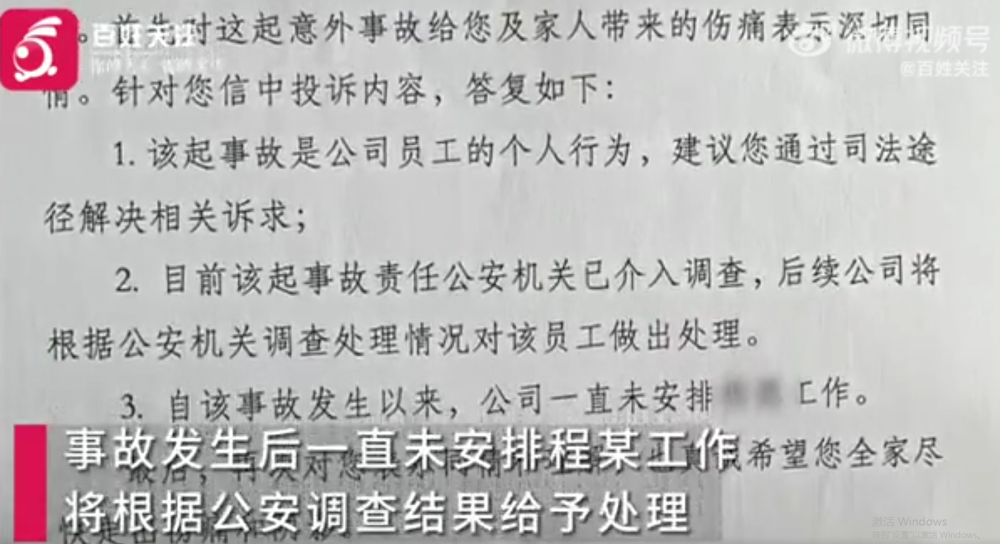 百姓关注
微博视频号
@百姓关注
。首先对这起意外事故给您及家人带来的伤痛表示深切同
情。针对您信中投诉内容，答复如下：
1.该起事故是公司员工的个人行为，建议您通过司法途
径解决相关诉求；
2. 目前该起事故责任公安机关已介入调查，后续公司将
根据公安机关调查处理情况对该员工做出处理。
3. 自该事故发生以来，公司一直未安排 工作。
最后，再次对您 希望您全家尽
事故发生后一直未安排程某工作
将根据公安调查结果给予处理
激活 Windows